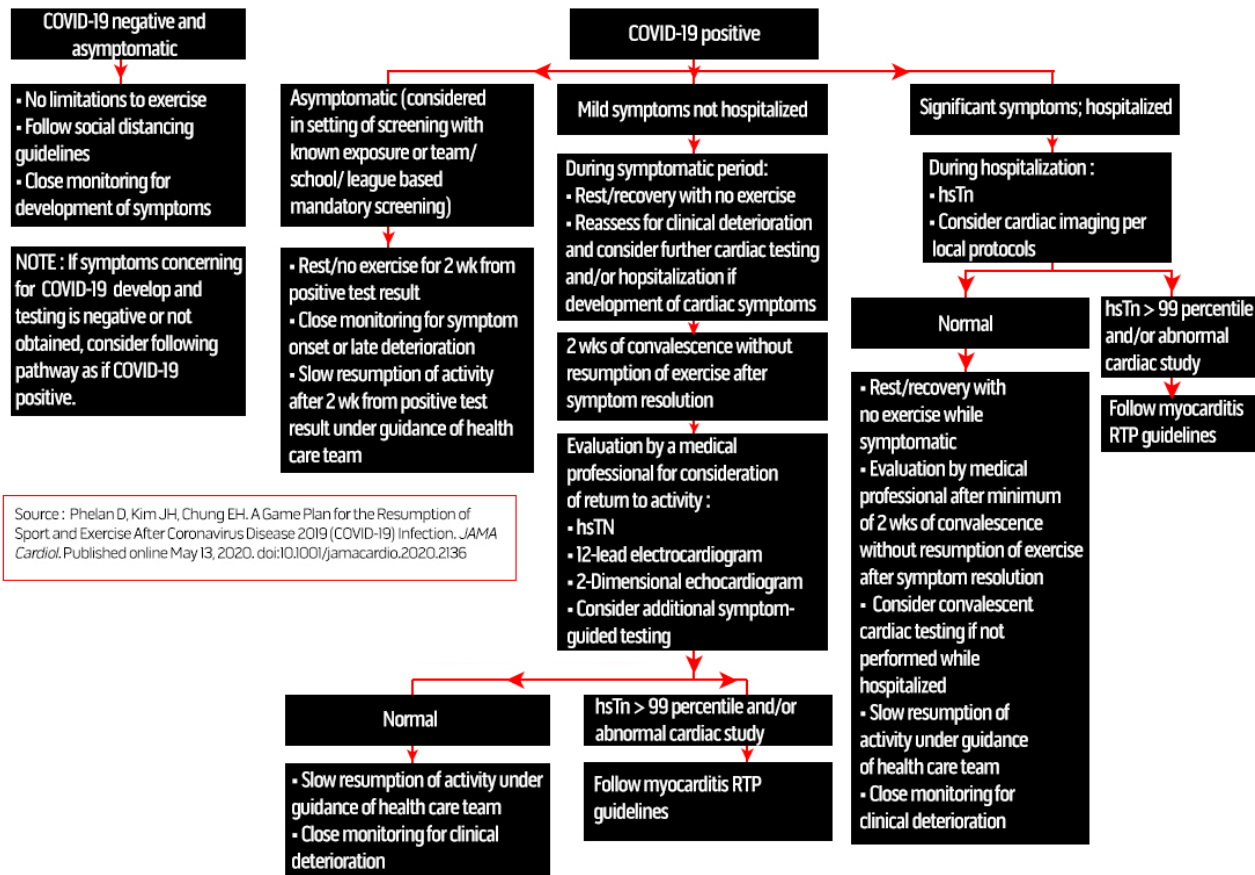 COVID-19 negative and
asymptomatic
▪ No limitations to exercise
▪ Follow social distancing
guidelines
▪ Close monitoring for
development of symptoms
NOTE : If symptoms concerning
for COVID-19 develop and
testing is negative or not
obtained, consider following
pathway as if COVID-19
positive.
COVID-19 positive
Asymptomatic (considered
in setting of screening with
known exposure or team/
school/ league based
mandatory screening)
▪ Rest/no exercise for 2 wk from
positive test result
▪ Close monitoring for symptom
onset or late deterioration
▪ Slow resumption of activity
after 2 wk from positive test
result under guidance of health
care team
Mild symptoms not hospitalized
During symptomatic period:
▪ Rest/recovery with no exercise
▪ Reassess for clinical deterioration
and consider further cardiac testing
and/or hopsitalization if
development of cardiac symptoms
2 wks of convalescence without
resumption of exercise after
symptom resolution
Evaluation by a medical
professional for consideration
of return to activity :
▪ hsTN
▪ 12-lead electrocardiogram
▪ 2-Dimensional echocardiogram
▪ Consider additional symptom-
guided testing
Normal
▪ Slow resumption of activity under
guidance of health care team
▪ Close monitoring for clinical
deterioration
hsTn > 99 percentile and/or
abnormal cardiac study
Follow myocarditis RTP
guidelines
Significant symptoms; hospitalized
During hospitalization :
▪ hsTn
▪ Consider cardiac imaging per
local protocols
Normal
▪ Rest/recovery with
no exercise while
symptomatic
▪ Evaluation by medical
professional after minimum
of 2 wks of convalescence
without resumption of exercise
after symptom resolution
▪ Consider convalescent
cardiac testing if not
performed while
hospitalized
▪ Slow resumption of
activity under guidance
of health care team
▪ Close monitoring for
clinical deterioration
hsTn > 99 percentile
and/or abnormal
cardiac study
Follow myocarditis
RTP guidelines
Source : Phelan D, Kim JH, Chung EH. A Game Plan for the Resumption of
Sport and Exercise After Coronavirus Disease 2019 (COVID-19) Infection. JAMA
Cardiol. Published online May 13, 2020. doi:10.1001/jamacardio.2020.2136